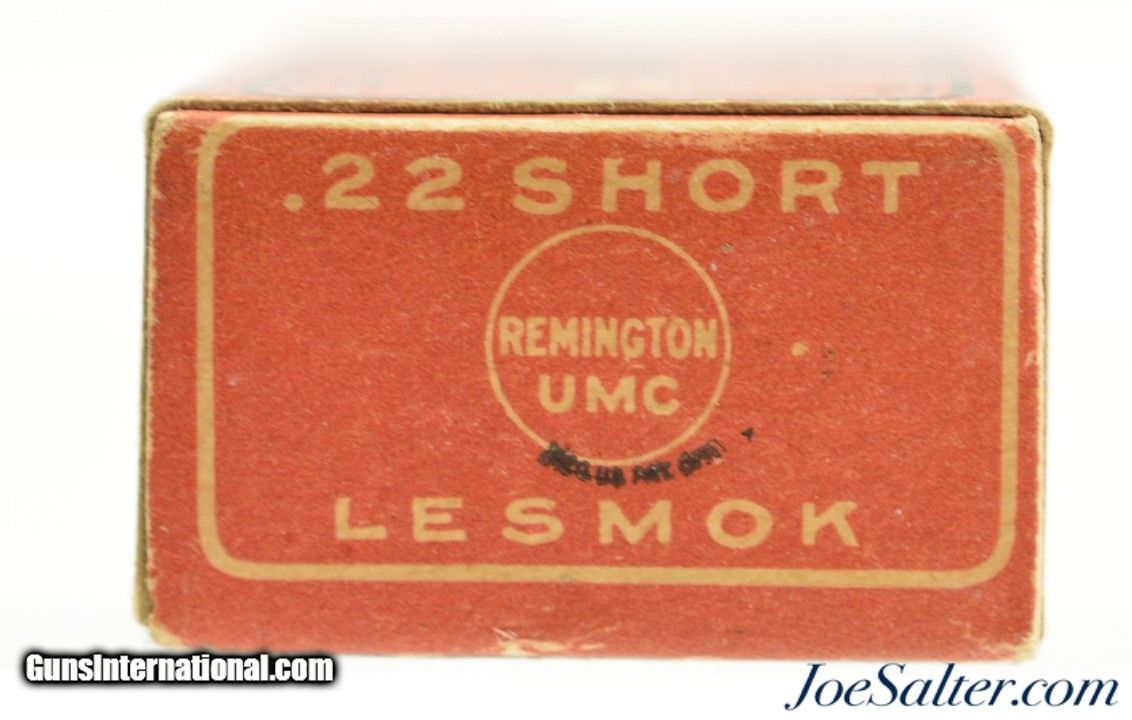 .22 SHORT
REMINGTON
UMC
LESMOK
GunsInternational.com
JoeSalter.com